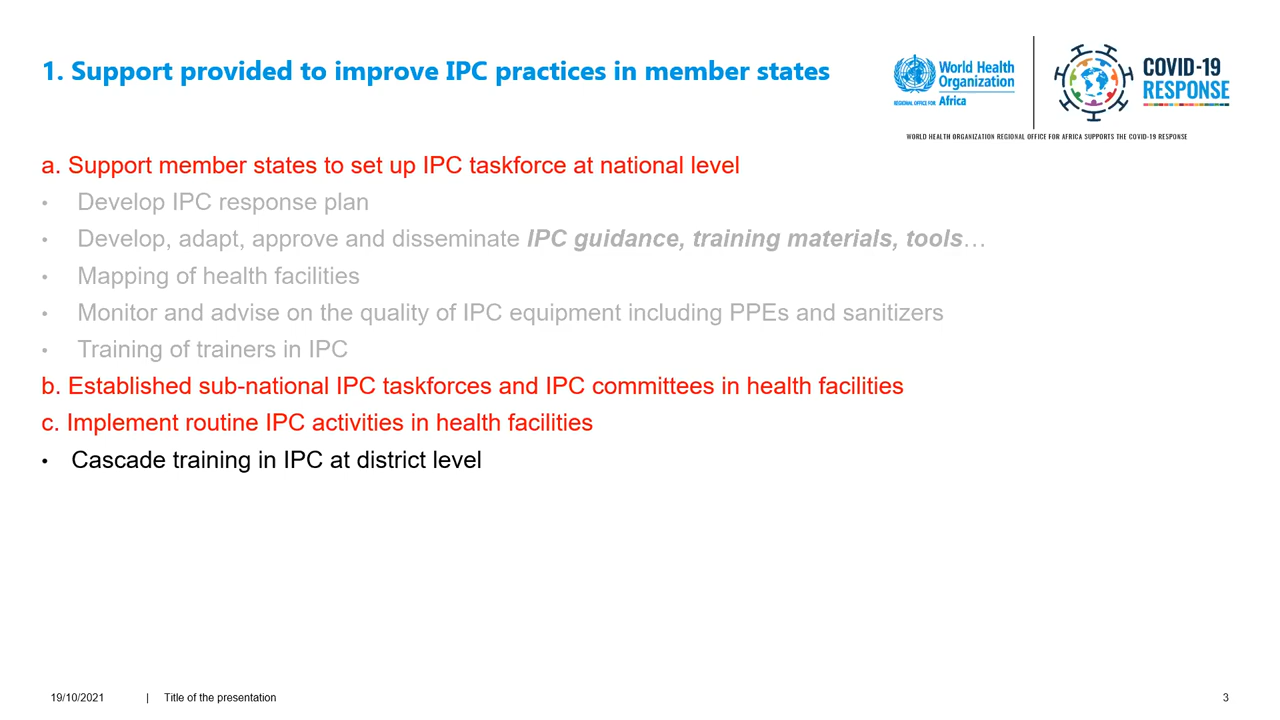 1. Support provided to improve IPC practices in member states
World Health
Organization
REGIONAL OFFICE FOR Africa
COVID-19
RESPONSE
WORLD HEALTH ORGANIZATION REGIONAL OFFICE FOR AFRICA SUPPORTS THE COVID-19 RESPONSE
a. Support member states to set up IPC taskforce at national level
• Develop IPC response plan
• Develop, adapt, approve and disseminate IPC guidance, training materials, tools…
• Mapping of health facilities
• Monitor and advise on the quality of IPC equipment including PPEs and sanitizers
• Training of trainers in IPC
b. Established sub-national IPC taskforces and IPC committees in health facilities
c. Implement routine IPC activities in health facilities
• Cascade training in IPC at district level
19/10/2021 | Title of the presentation 3